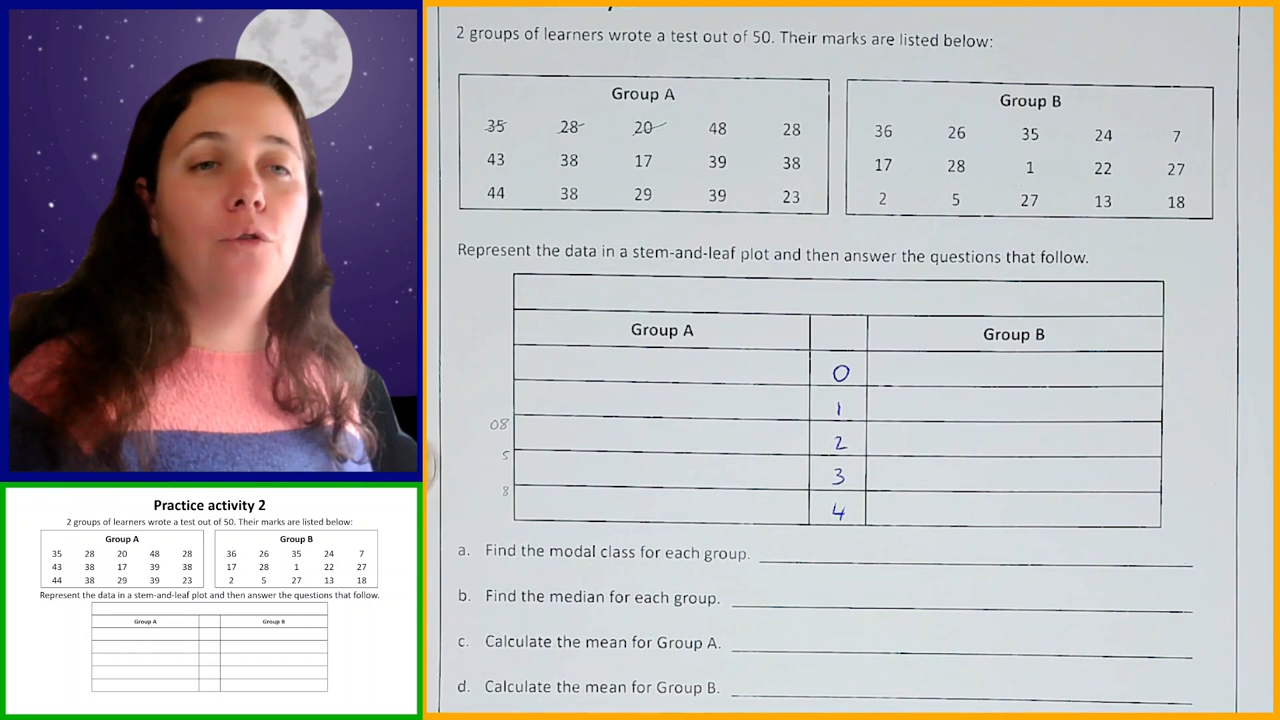 2 groups of learners wrote a test out of 50. Their marks are listed below:
Group A
35 28 20 48 28
43 38 17 39 38
44 38 29 39 23
Group B
36 26 35 24 7
17 28 1 22 27
2 5 27 13 18
Represent the data in a stem-and-leaf plot and then answer the questions that follow.
Group A Group B
0
1
08 2
5 3
8 4
a. Find the modal class for each group.
b. Find the median for each group.
c. Calculate the mean for Group A.
d. Calculate the mean for Group B.
Practice activity 2
2 groups of learners wrote a test out of 50. Their marks are listed below:
Group A
35 28 20 48 28
43 38 17 39 38
44 38 29 39 23
Group B
36 26 35 24 7
17 28 1 22 27
2 5 27 13 18
Represent the data in a stem-and-leaf plot and then answer the questions that follow.
Group A Group B